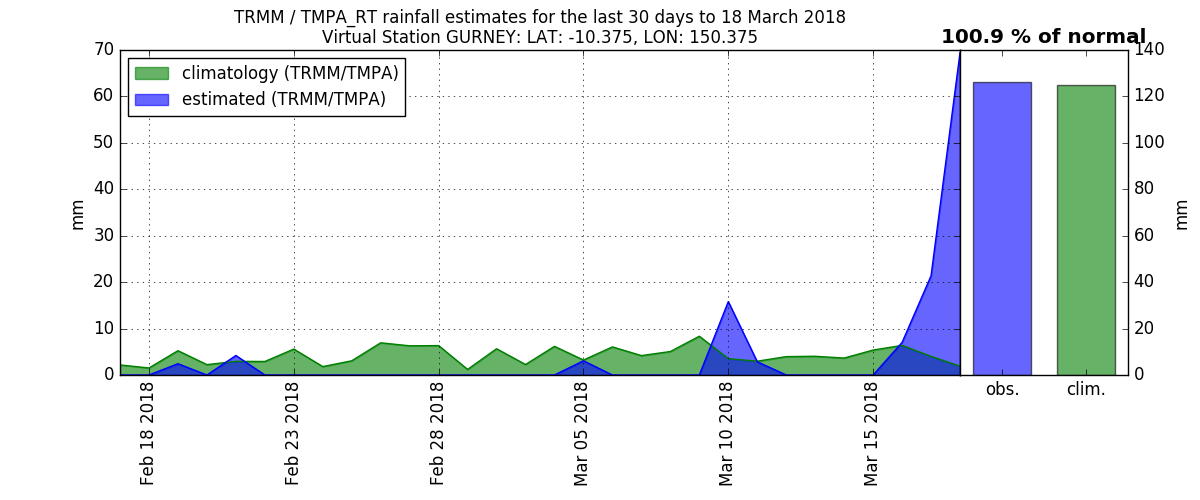 TRMM / TMPA_RT rainfall estimates for the last 30 days to 18 March 2018
Virtual Station GURNEY: LAT: -10.375, LON: 150.375
100.9 % of normal
climatology (TRMM/TMPA)
estimated (TRMM/TMPA)
70
60
50
40
30
20
10
0
mm
140
120
100
80
60
40
20
0
mm
Feb 18 2018
Feb 23 2018
Feb 28 2018
Mar 05 2018
Mar 10 2018
Mar 15 2018
obs.
clim.